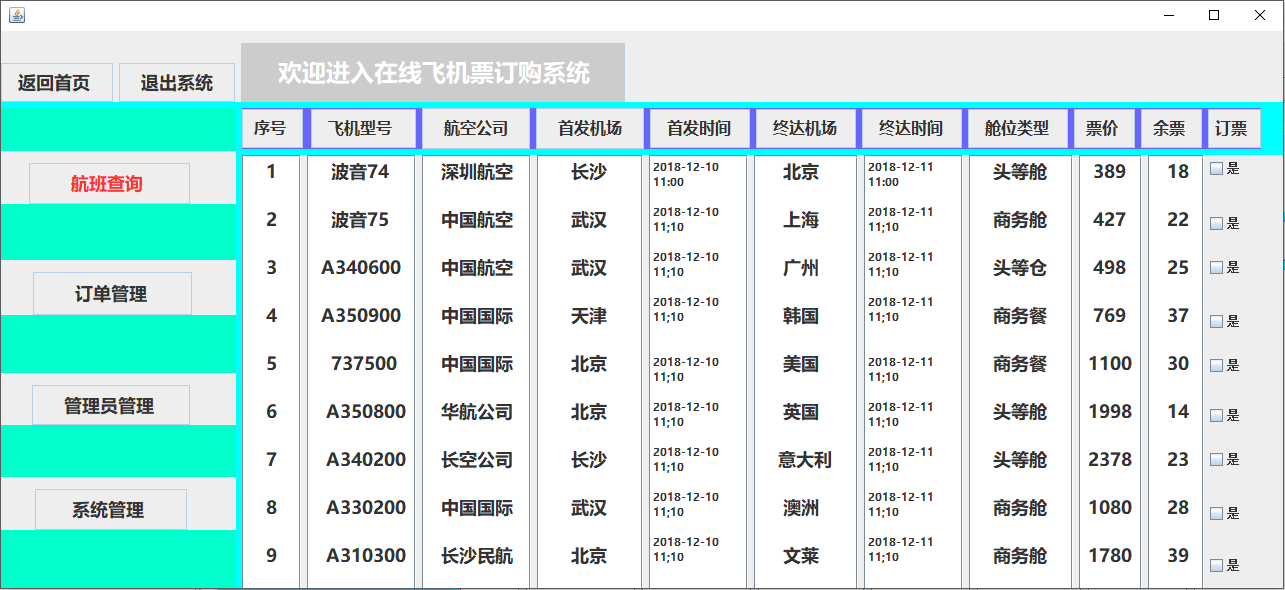 欢迎进入在线飞机票订购系统
返回首页 退出系统
序号 飞机型号 航空公司 首发机场 首发时间 终达机场 终达时间 舱位类型 票价 余票 订票
航班查询
订单管理
管理员管理
系统管理
1 波音74 深圳航空 长沙 2018-12-10 11:00 北京 2018-12-11 11:00 头等舱 389 18 是
2 波音75 中国航空 武汉 2018-12-10 11;10 上海 2018-12-11 11;10 商务舱 427 22 是
3 A340600 中国航空 武汉 2018-12-10 11;10 广州 2018-12-11 11;10 头等仓 498 25 是
4 A350900 中国国际 天津 2018-12-10 11;10 韩国 2018-12-11 11;10 商务餐 769 37 是
5 737500 中国国际 北京 2018-12-10 11;10 美国 2018-12-11 11;10 商务餐 1100 30 是
6 A350800 华航公司 北京 2018-12-10 11;10 英国 2018-12-11 11;10 头等舱 1998 14 是
7 A340200 长空公司 长沙 2018-12-10 11;10 意大利 2018-12-11 11;10 头等舱 2378 23 是
8 A330200 中国国际 武汉 2018-12-10 11;10 澳洲 2018-12-11 11;10 商务舱 1080 28 是
9 A310300 长沙民航 北京 2018-12-10 11;10 文莱 2018-12-11 11;10 商务舱 1780 39 是